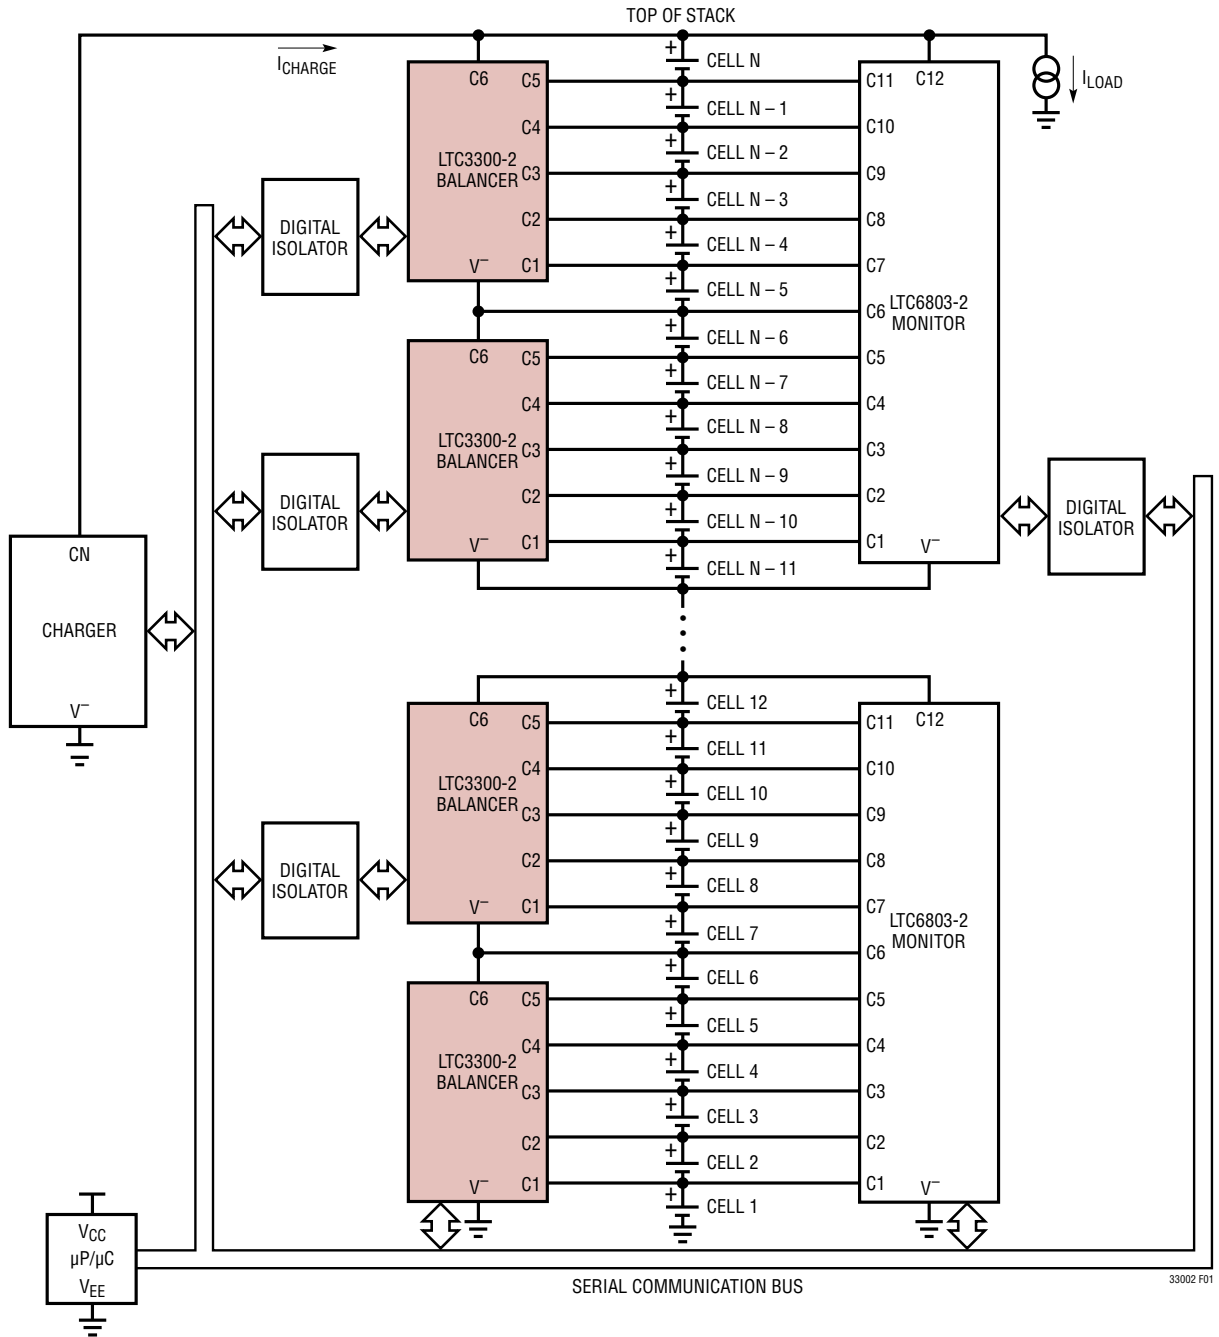 TOP OF STACK
ICHARGE
C6
C5
C4
C3
C2
C1
V–
LTC3300-2
BALANCER
+
CELL N
+
CELL N – 1
+
CELL N – 2
+
CELL N – 3
+
CELL N – 4
+
CELL N – 5
+
CELL N – 6
+
CELL N – 7
+
CELL N – 8
+
CELL N – 9
+
CELL N – 10
+
CELL N – 11
C12
C11
C10
C9
C8
C7
C6
C5
C4
C3
C2
C1
V–
LTC6803-2
MONITOR
ILOAD
DIGITAL
ISOLATOR
C6
C5
C4
C3
C2
C1
V–
LTC3300-2
BALANCER
DIGITAL
ISOLATOR
DIGITAL
ISOLATOR
CN
CHARGER
V–
C6
C5
C4
C3
C2
C1
V–
LTC3300-2
BALANCER
DIGITAL
ISOLATOR
+
CELL 12
+
CELL 11
+
CELL 10
+
CELL 9
+
CELL 8
+
CELL 7
+
CELL 6
+
CELL 5
+
CELL 4
+
CELL 3
+
CELL 2
+
CELL 1
C12
C11
C10
C9
C8
C7
C6
C5
C4
C3
C2
C1
V–
LTC6803-2
MONITOR
C6
C5
C4
C3
C2
C1
V–
LTC3300-2
BALANCER
VCC
µP/µC
VEE
SERIAL COMMUNICATION BUS
33002 F01